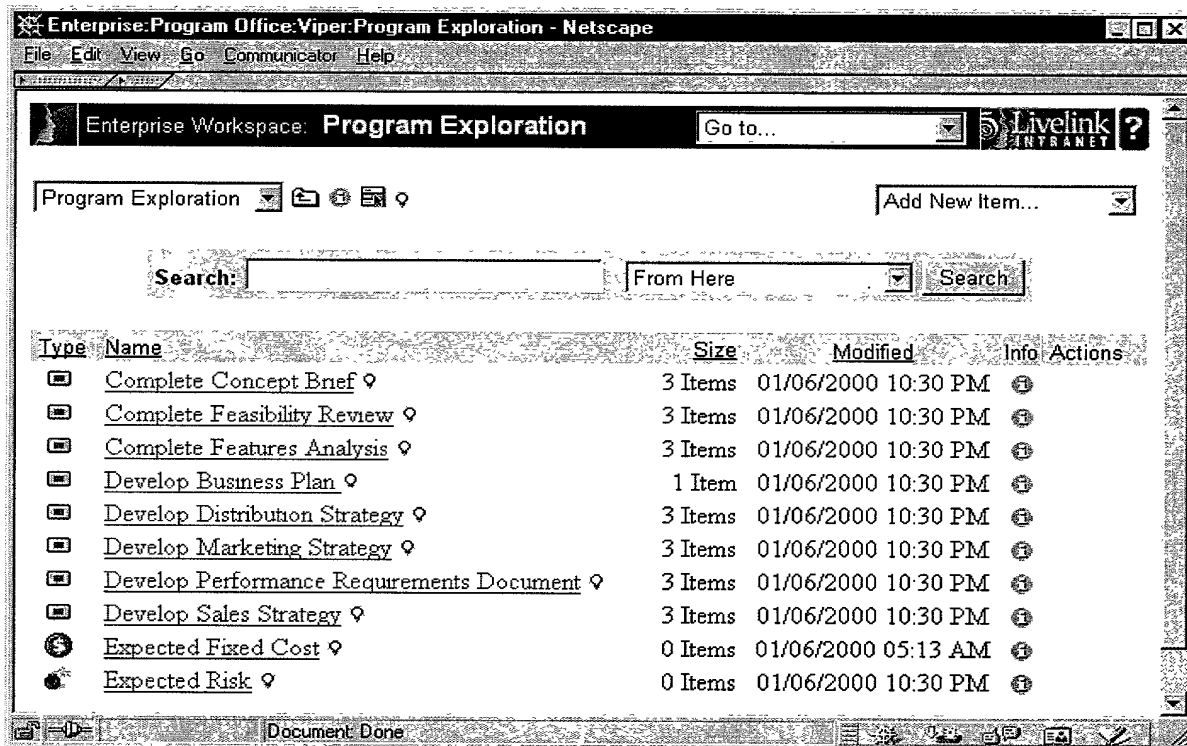 Enterprise:Program Office:Viper:Program Exploration - Netscape
File Edit View Go Communicator Help
Enterprise Workspace: Program Exploration Go to... Livelink INTRANET ?
Program Exploration Add New Item...
Search: From Here Search
Type Name Size Modified Info Actions
Complete Concept Brief 3 Items 01/06/2000 10:30 PM
Complete Feasibility Review 3 Items 01/06/2000 10:30 PM
Complete Features Analysis 3 Items 01/06/2000 10:30 PM
Develop Business Plan 1 Item 01/06/2000 10:30 PM
Develop Distribution Strategy 3 Items 01/06/2000 10:30 PM
Develop Marketing Strategy 3 Items 01/06/2000 10:30 PM
Develop Performance Requirements Document 3 Items 01/06/2000 10:30 PM
Develop Sales Strategy 3 Items 01/06/2000 10:30 PM
Expected Fixed Cost 0 Items 01/06/2000 05:13 AM
Expected Risk 0 Items 01/06/2000 10:30 PM
Document: Done